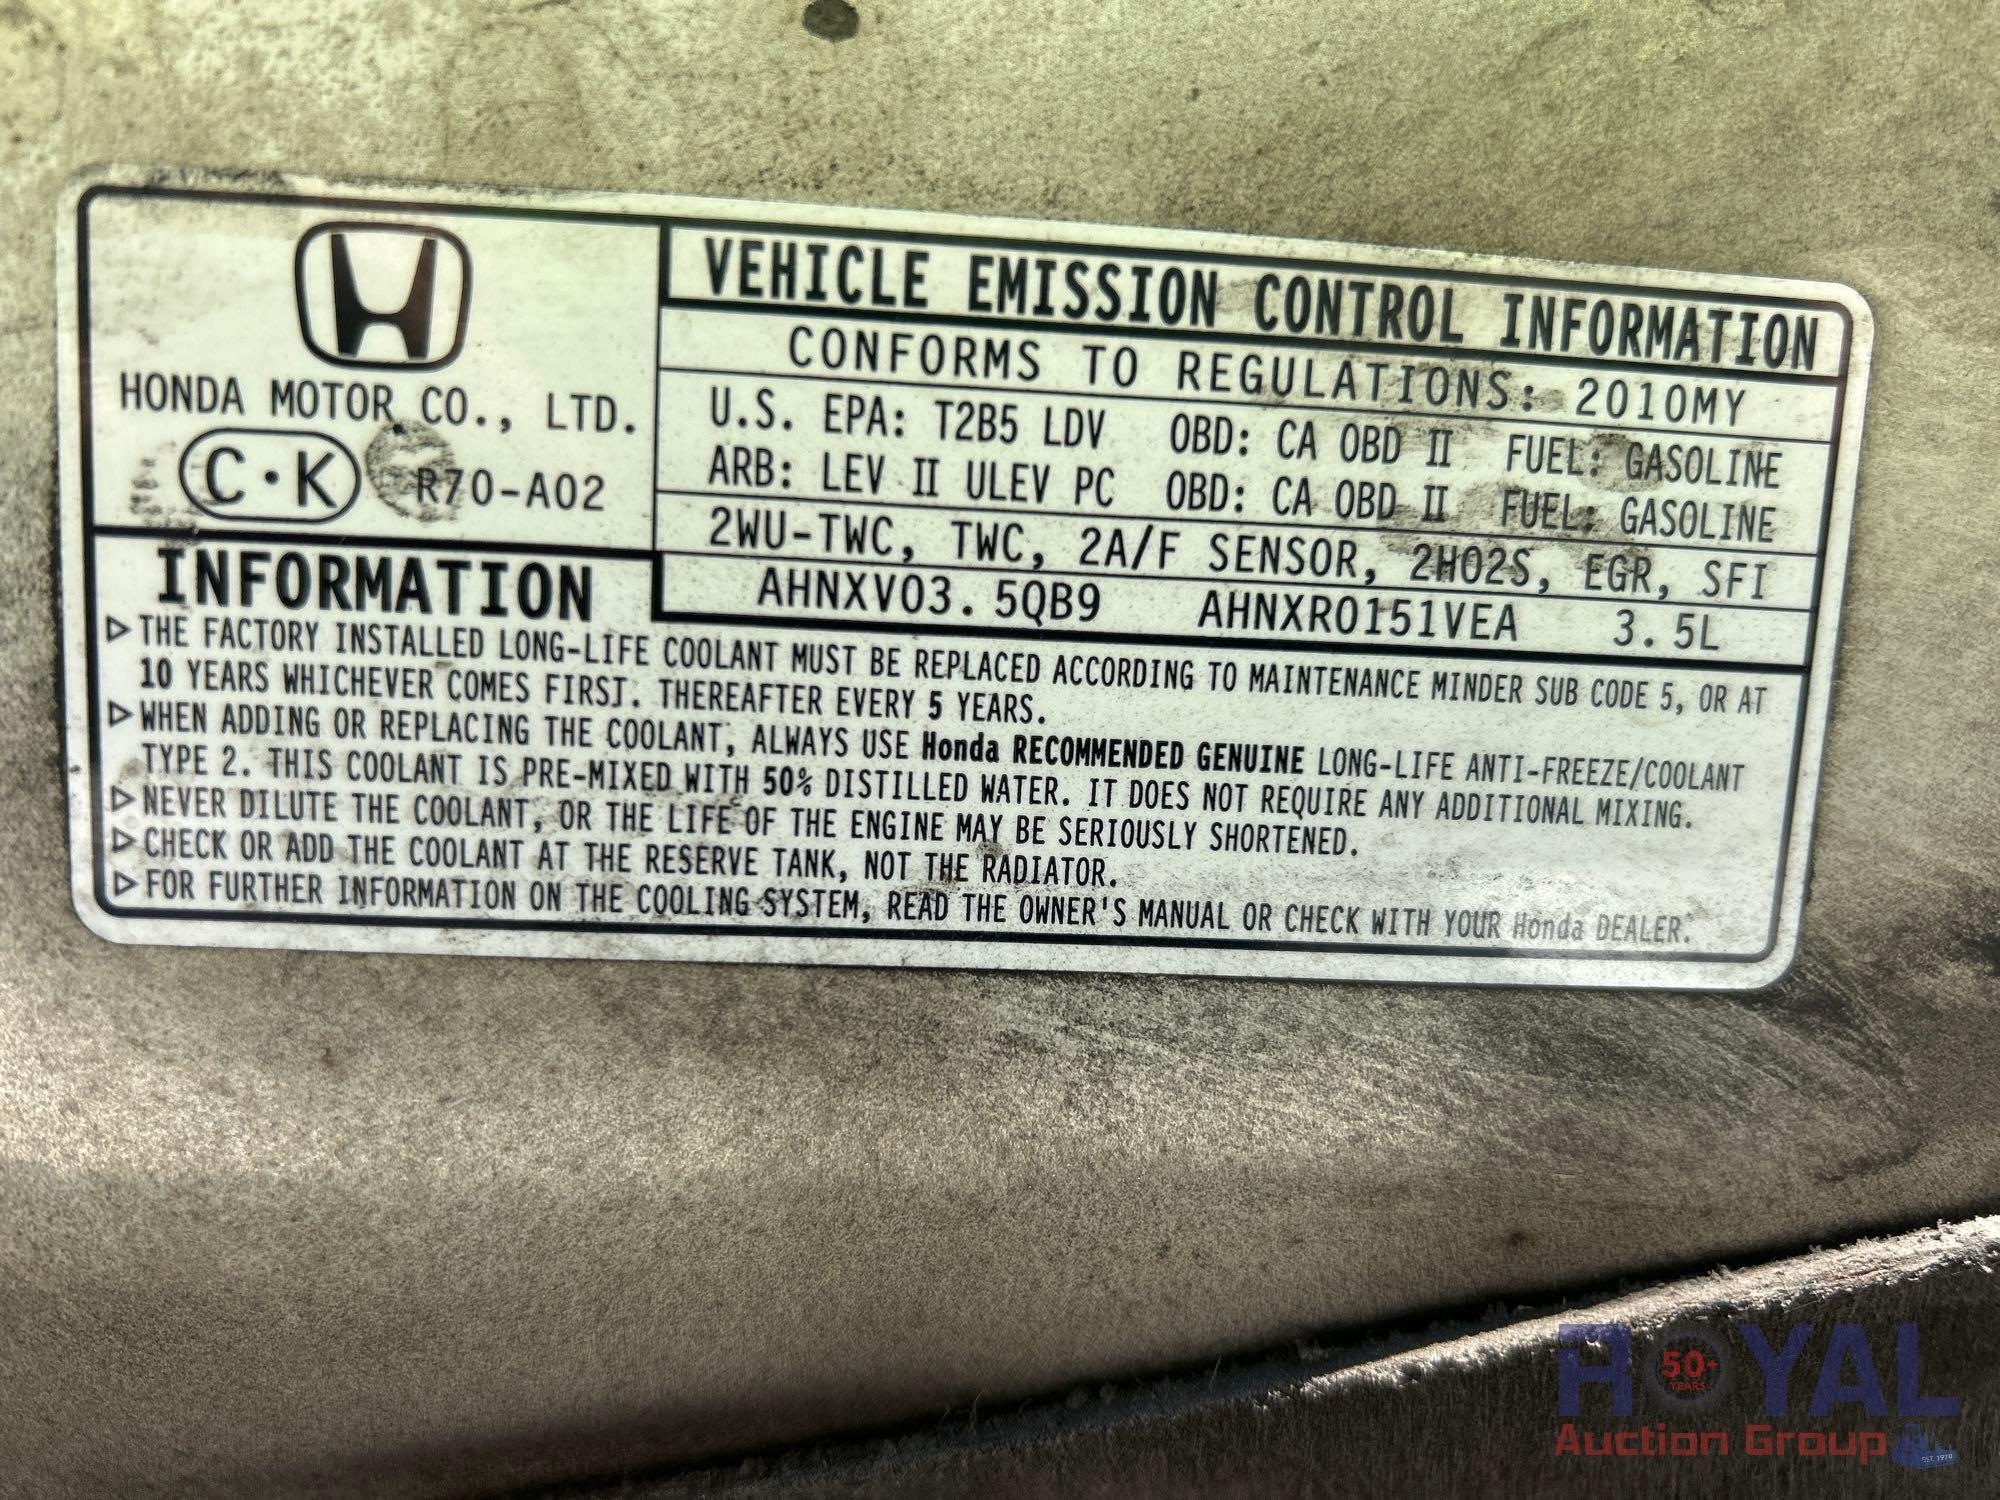 HONDA MOTOR CO., LTD.
C·K R70-A02
VEHICLE EMISSION CONTROL INFORMATION
CONFORMS TO REGULATIONS: 2010MY
U.S. EPA: T2B5 LDV OBD: CA OBD II FUEL: GASOLINE
ARB: LEV II ULEV PC OBD: CA OBD II FUEL: GASOLINE
2WU-TWC, TWC, 2A/F SENSOR, 2HO2S, EGR, SFI
AHNXV03.5QB9 AHNXR0151VEA 3.5L
INFORMATION
▷THE FACTORY INSTALLED LONG-LIFE COOLANT MUST BE REPLACED ACCORDING TO MAINTENANCE MINDER SUB CODE 5, OR AT
10 YEARS WHICHEVER COMES FIRST. THEREAFTER EVERY 5 YEARS.
▷WHEN ADDING OR REPLACING THE COOLANT, ALWAYS USE Honda RECOMMENDED GENUINE LONG-LIFE ANTI-FREEZE/COOLANT
TYPE 2. THIS COOLANT IS PRE-MIXED WITH 50% DISTILLED WATER. IT DOES NOT REQUIRE ANY ADDITIONAL MIXING.
▷NEVER DILUTE THE COOLANT, OR THE LIFE OF THE ENGINE MAY BE SERIOUSLY SHORTENED.
▷CHECK OR ADD THE COOLANT AT THE RESERVE TANK, NOT THE RADIATOR.
▷FOR FURTHER INFORMATION ON THE COOLING SYSTEM, READ THE OWNER'S MANUAL OR CHECK WITH YOUR Honda DEALER.
ROYAL
50+
YEARS
Auction Group
EST. 1970